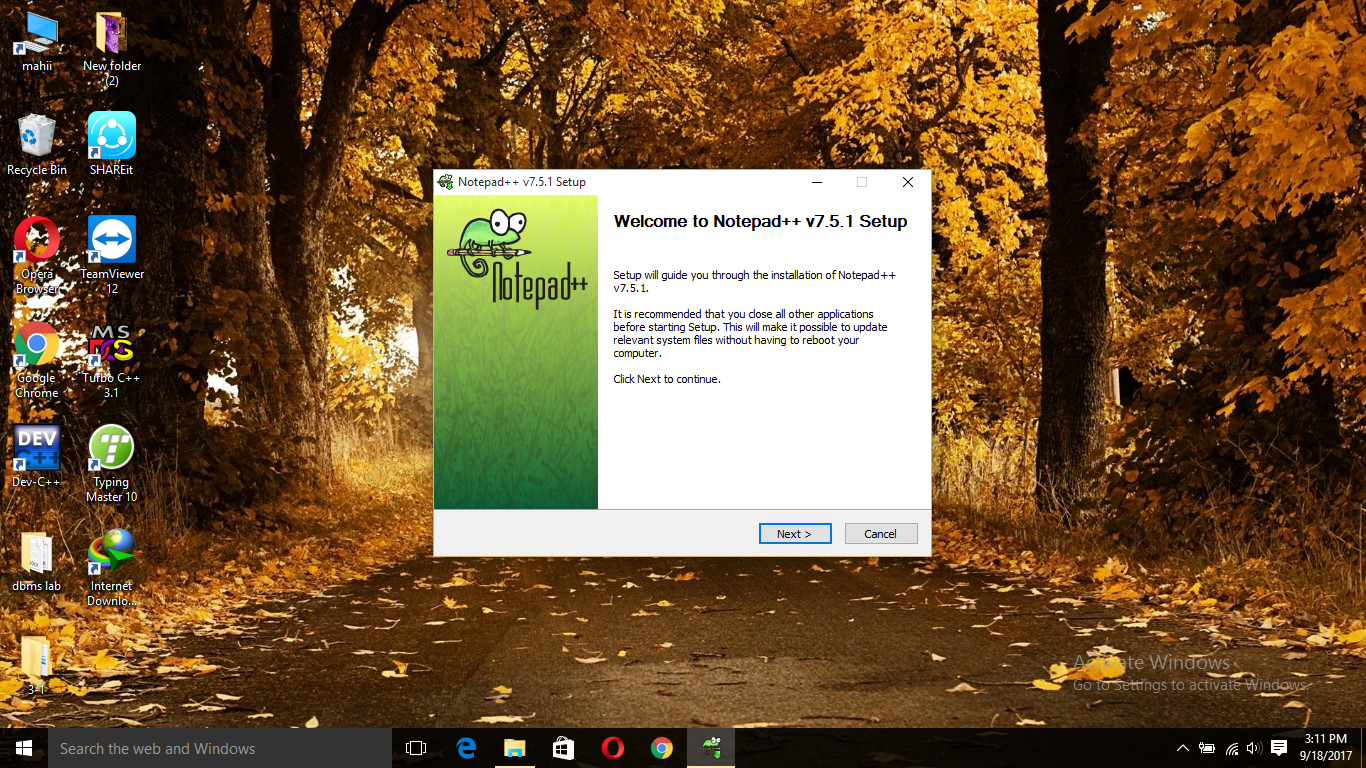 mahii
New folder
(2)
Recycle Bin
SHAREit
Opera
Browser
TeamViewer
12
Google
Chrome
MS
DOS
Turbo C++
3.1
DEV
C++
Dev-C++
Typing
Master 10
dbms lab
Internet
Downlo...
3-1
Notepad++ v7.5.1 Setup
Notepad++
Welcome to Notepad++ v7.5.1 Setup
Setup will guide you through the installation of Notepad++
v7.5.1.
It is recommended that you close all other applications
before starting Setup. This will make it possible to update
relevant system files without having to reboot your
computer.
Click Next to continue.
Next >
Cancel
Activate Windows
Go to Settings to activate Windows.
Search the web and Windows
3:11 PM
9/18/2017